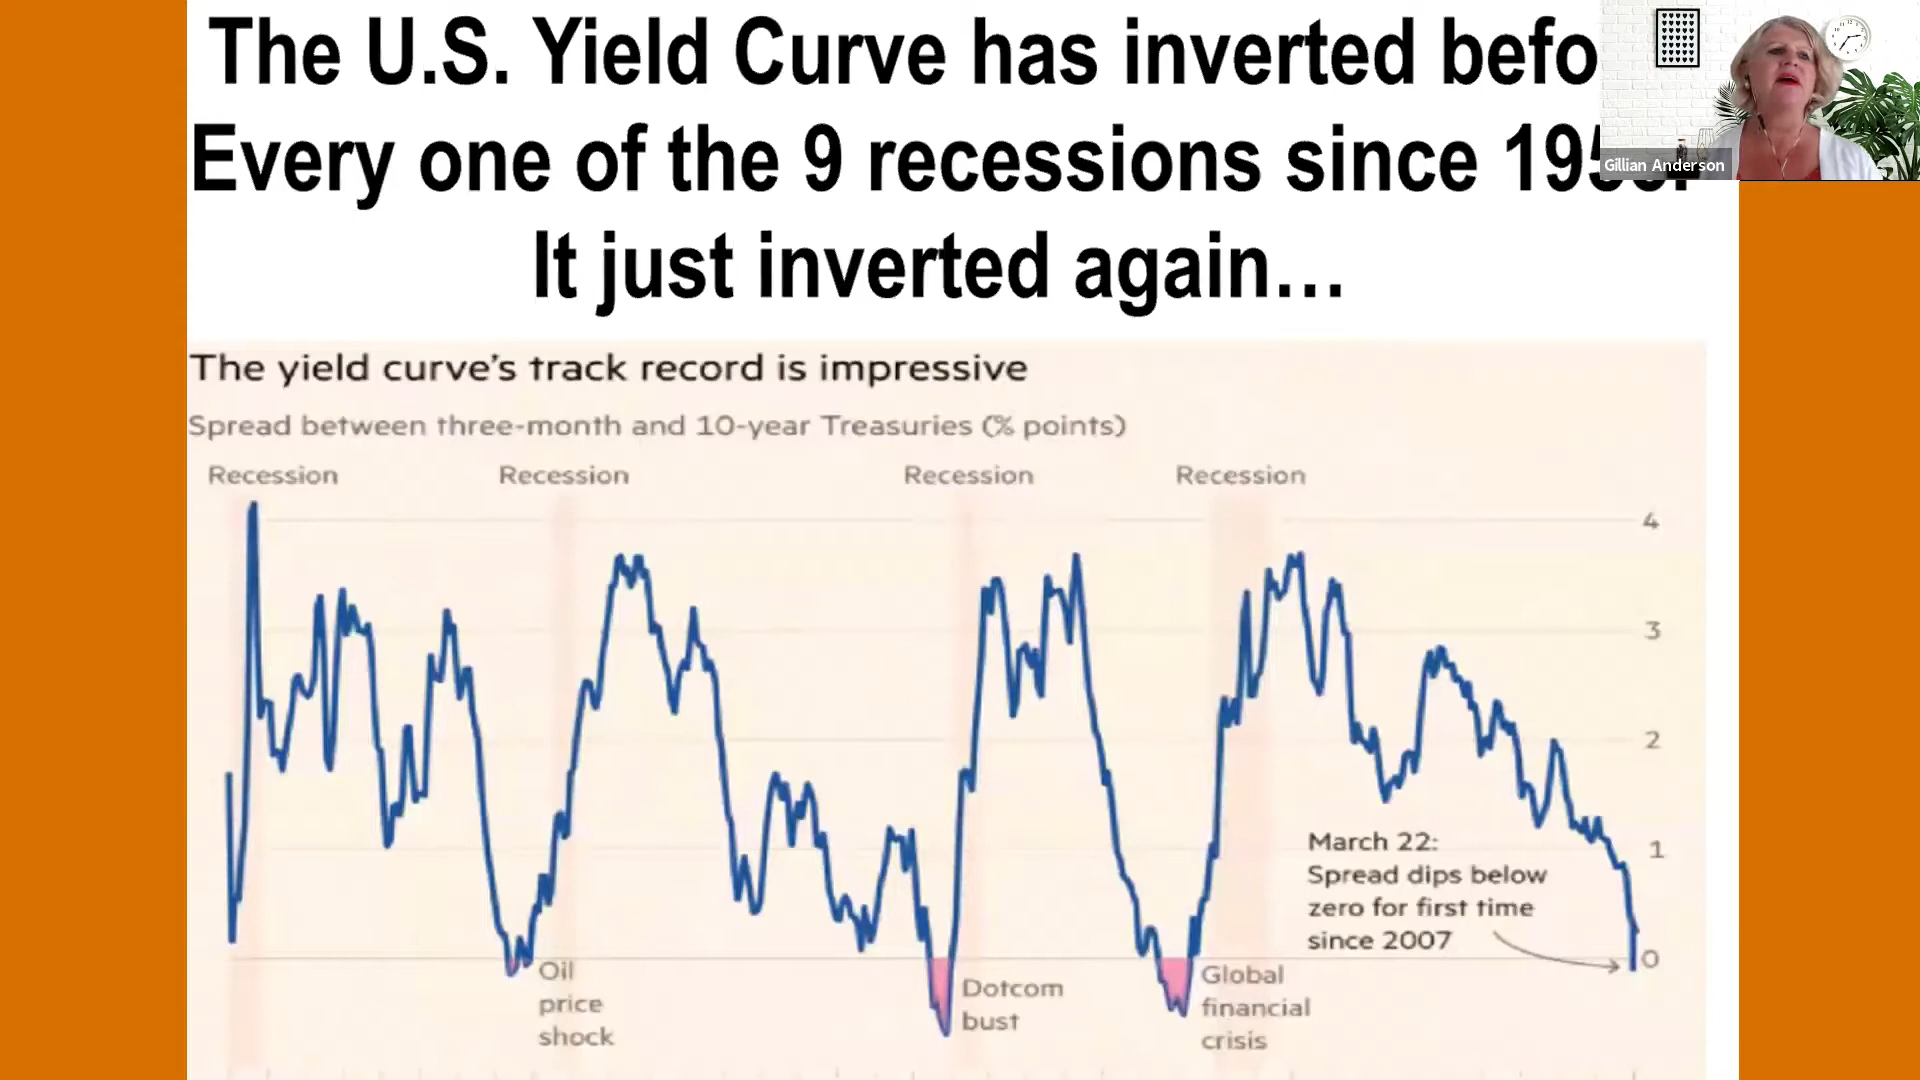 The U.S. Yield Curve has inverted befo
Every one of the 9 recessions since 195
It just inverted again…
Gillian Anderson
The yield curve's track record is impressive
Spread between three-month and 10-year Treasuries (% points)
Recession
Recession
Recession
Recession
4
3
2
1
0
March 22:
Spread dips below
zero for first time
since 2007
Oil
price
shock
Dotcom
bust
Global
financial
crisis